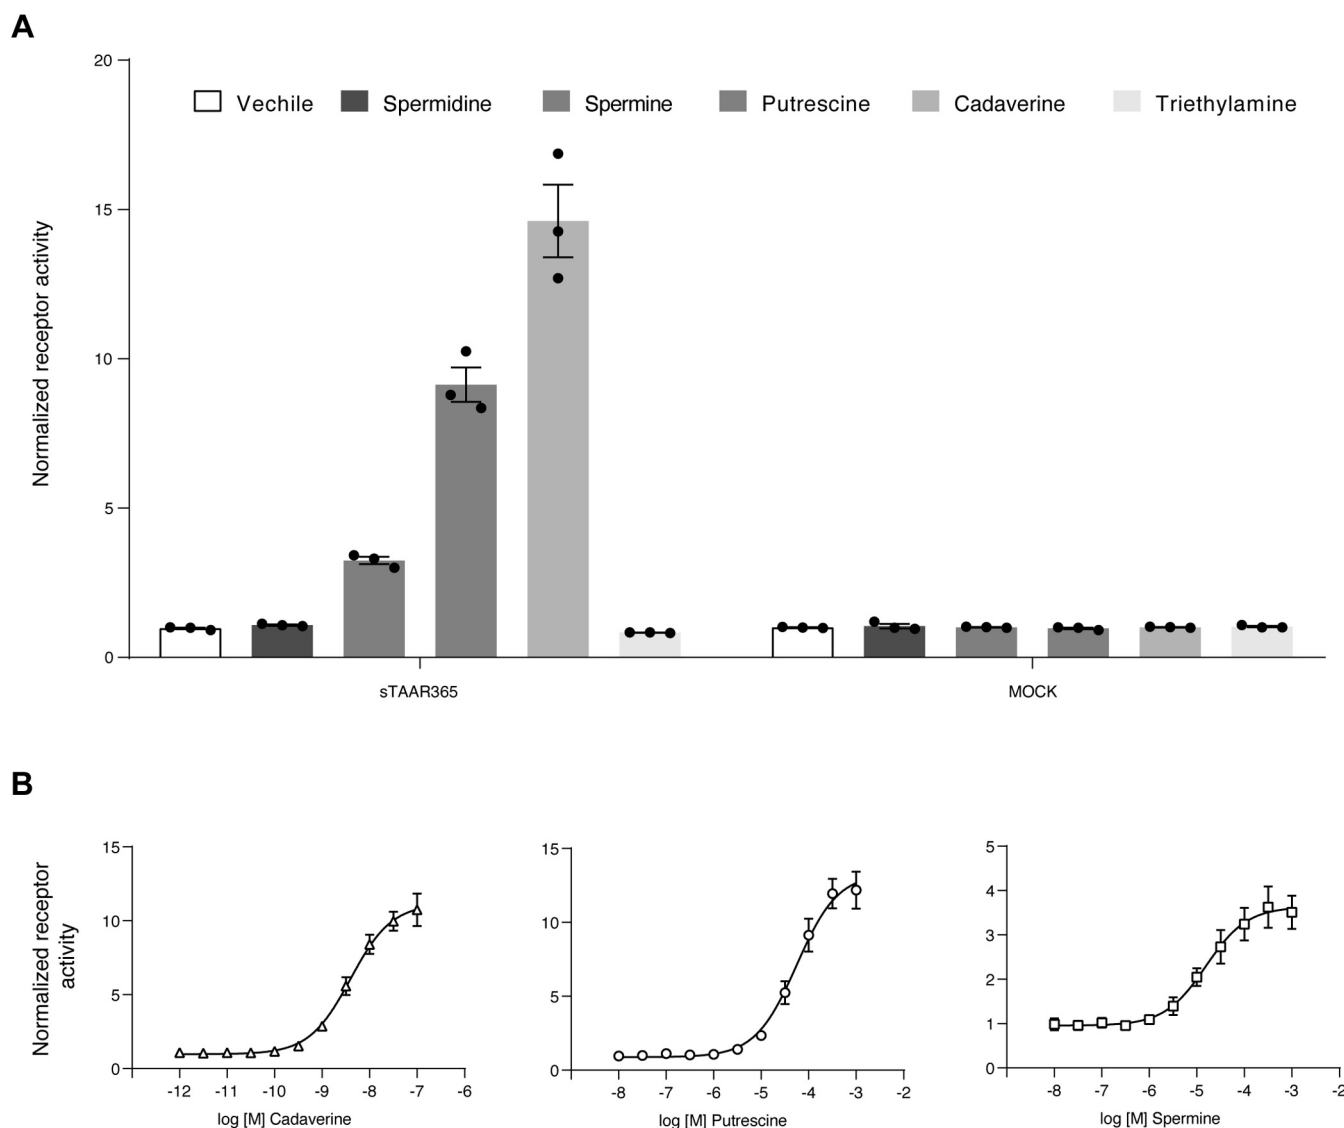 A
20
15
10
5
0
Normalized receptor activity
Vechile Spermidine Spermine Putrescine Cadaverine Triethylamine
sTAAR365 MOCK
B
Normalized receptor
activity
15
10
5
0
-12 -11 -10 -9 -8 -7 -6
log [M] Cadaverine
15
10
5
0
-8 -7 -6 -5 -4 -3 -2
log [M] Putrescine
5
4
3
2
1
0
-8 -7 -6 -5 -4 -3 -2
log [M] Spermine